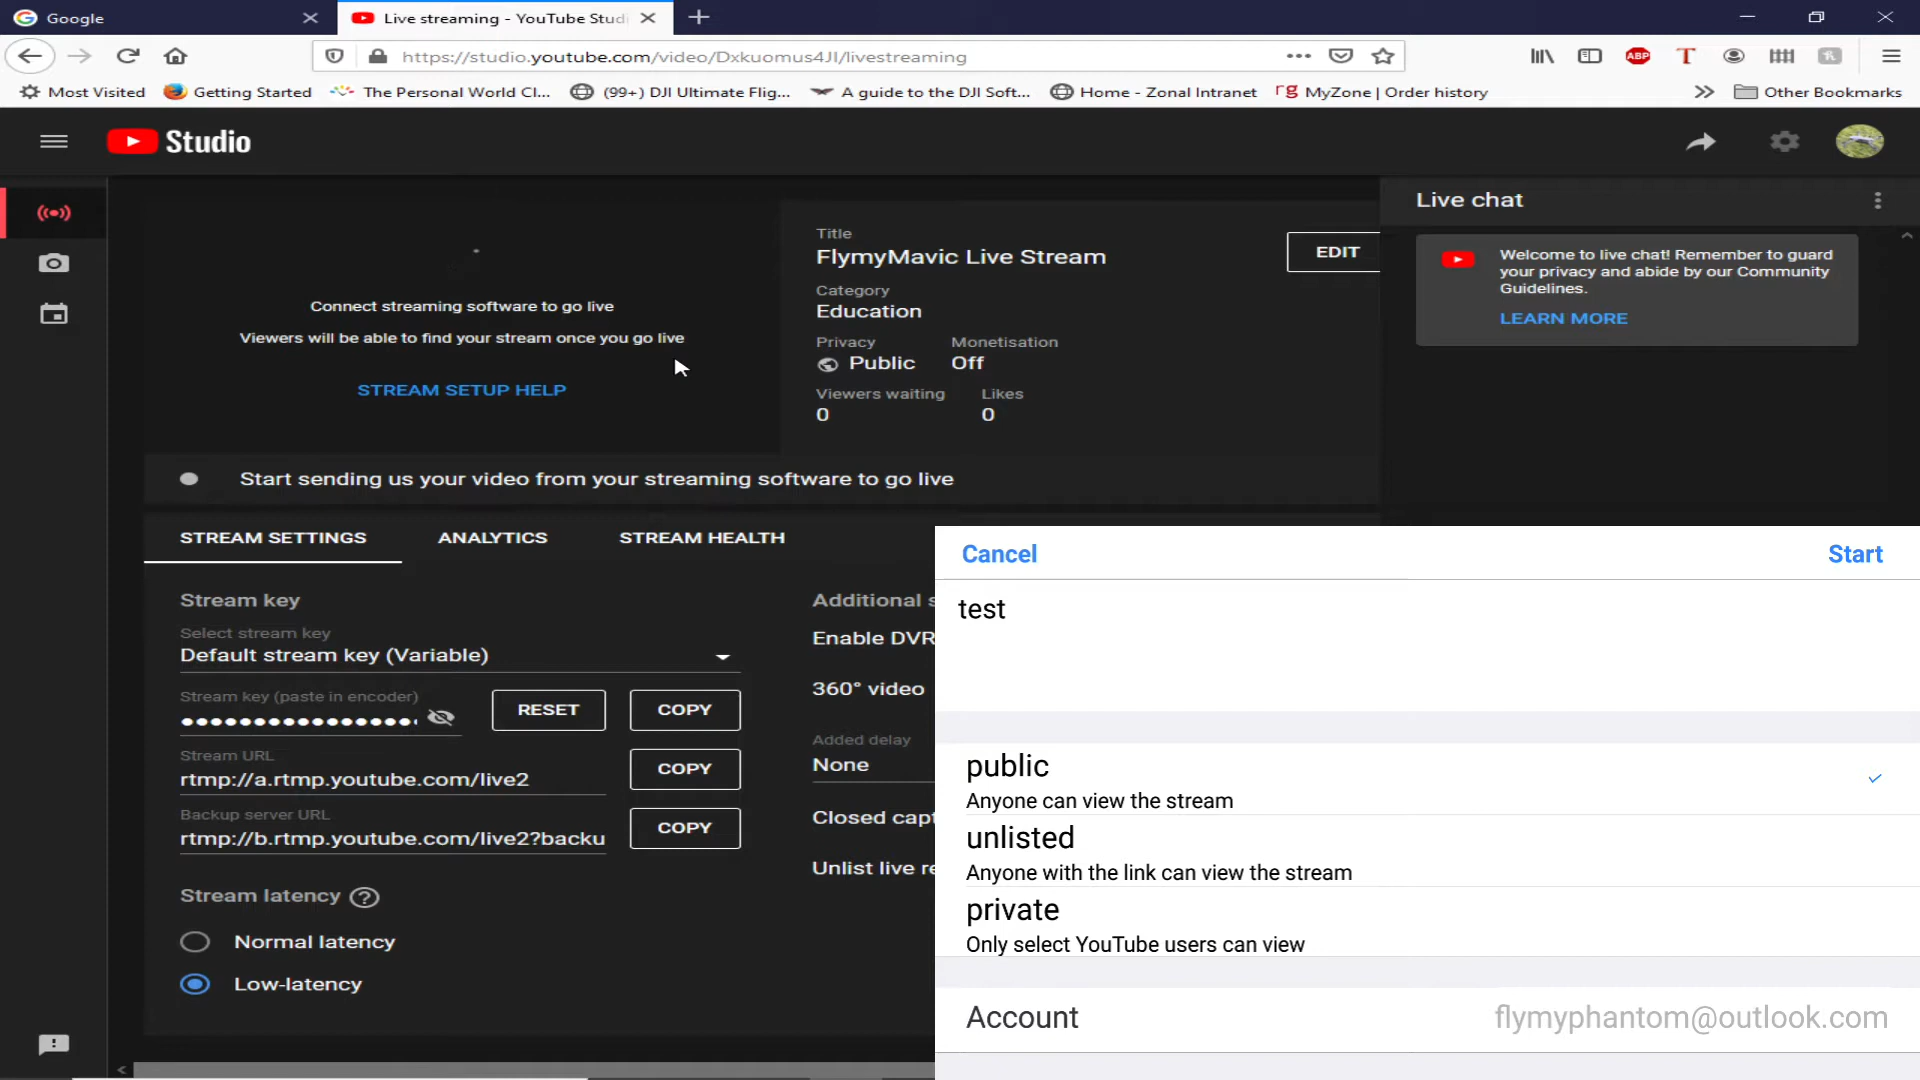 Google
Live streaming - YouTube Stud
https://studio.youtube.com/video/Dxkuomus4JI/livestreaming
ABP
T
Most Visited
Getting Started
The Personal World Cl...
(99+) DJI Ultimate Flig...
A guide to the DJI Soft...
Home - Zonal Intranet
rg MyZone | Order history
Other Bookmarks
Studio
Live chat
Welcome to live chat! Remember to guard
your privacy and abide by our Community
Guidelines.
LEARN MORE
Connect streaming software to go live
Viewers will be able to find your stream once you go live
STREAM SETUP HELP
Title
FlymyMavic Live Stream
EDIT
Category
Education
Privacy
Monetisation
Public
Off
Viewers waiting
Likes
0
0
Start sending us your video from your streaming software to go live
STREAM SETTINGS
ANALYTICS
STREAM HEALTH
Stream key
Select stream key
Default stream key (Variable)
Stream key (paste in encoder)
RESET
COPY
Stream URL
rtmp://a.rtmp.youtube.com/live2
COPY
Backup server URL
rtmp://b.rtmp.youtube.com/live2?backu
COPY
Stream latency
Normal latency
Low-latency
Additional s
Enable DVR
360° video
Added delay
None
Closed capt
Unlist live re
Cancel
Start
test
public
Anyone can view the stream
unlisted
Anyone with the link can view the stream
private
Only select YouTube users can view
Account
flymyphantom@outlook.com